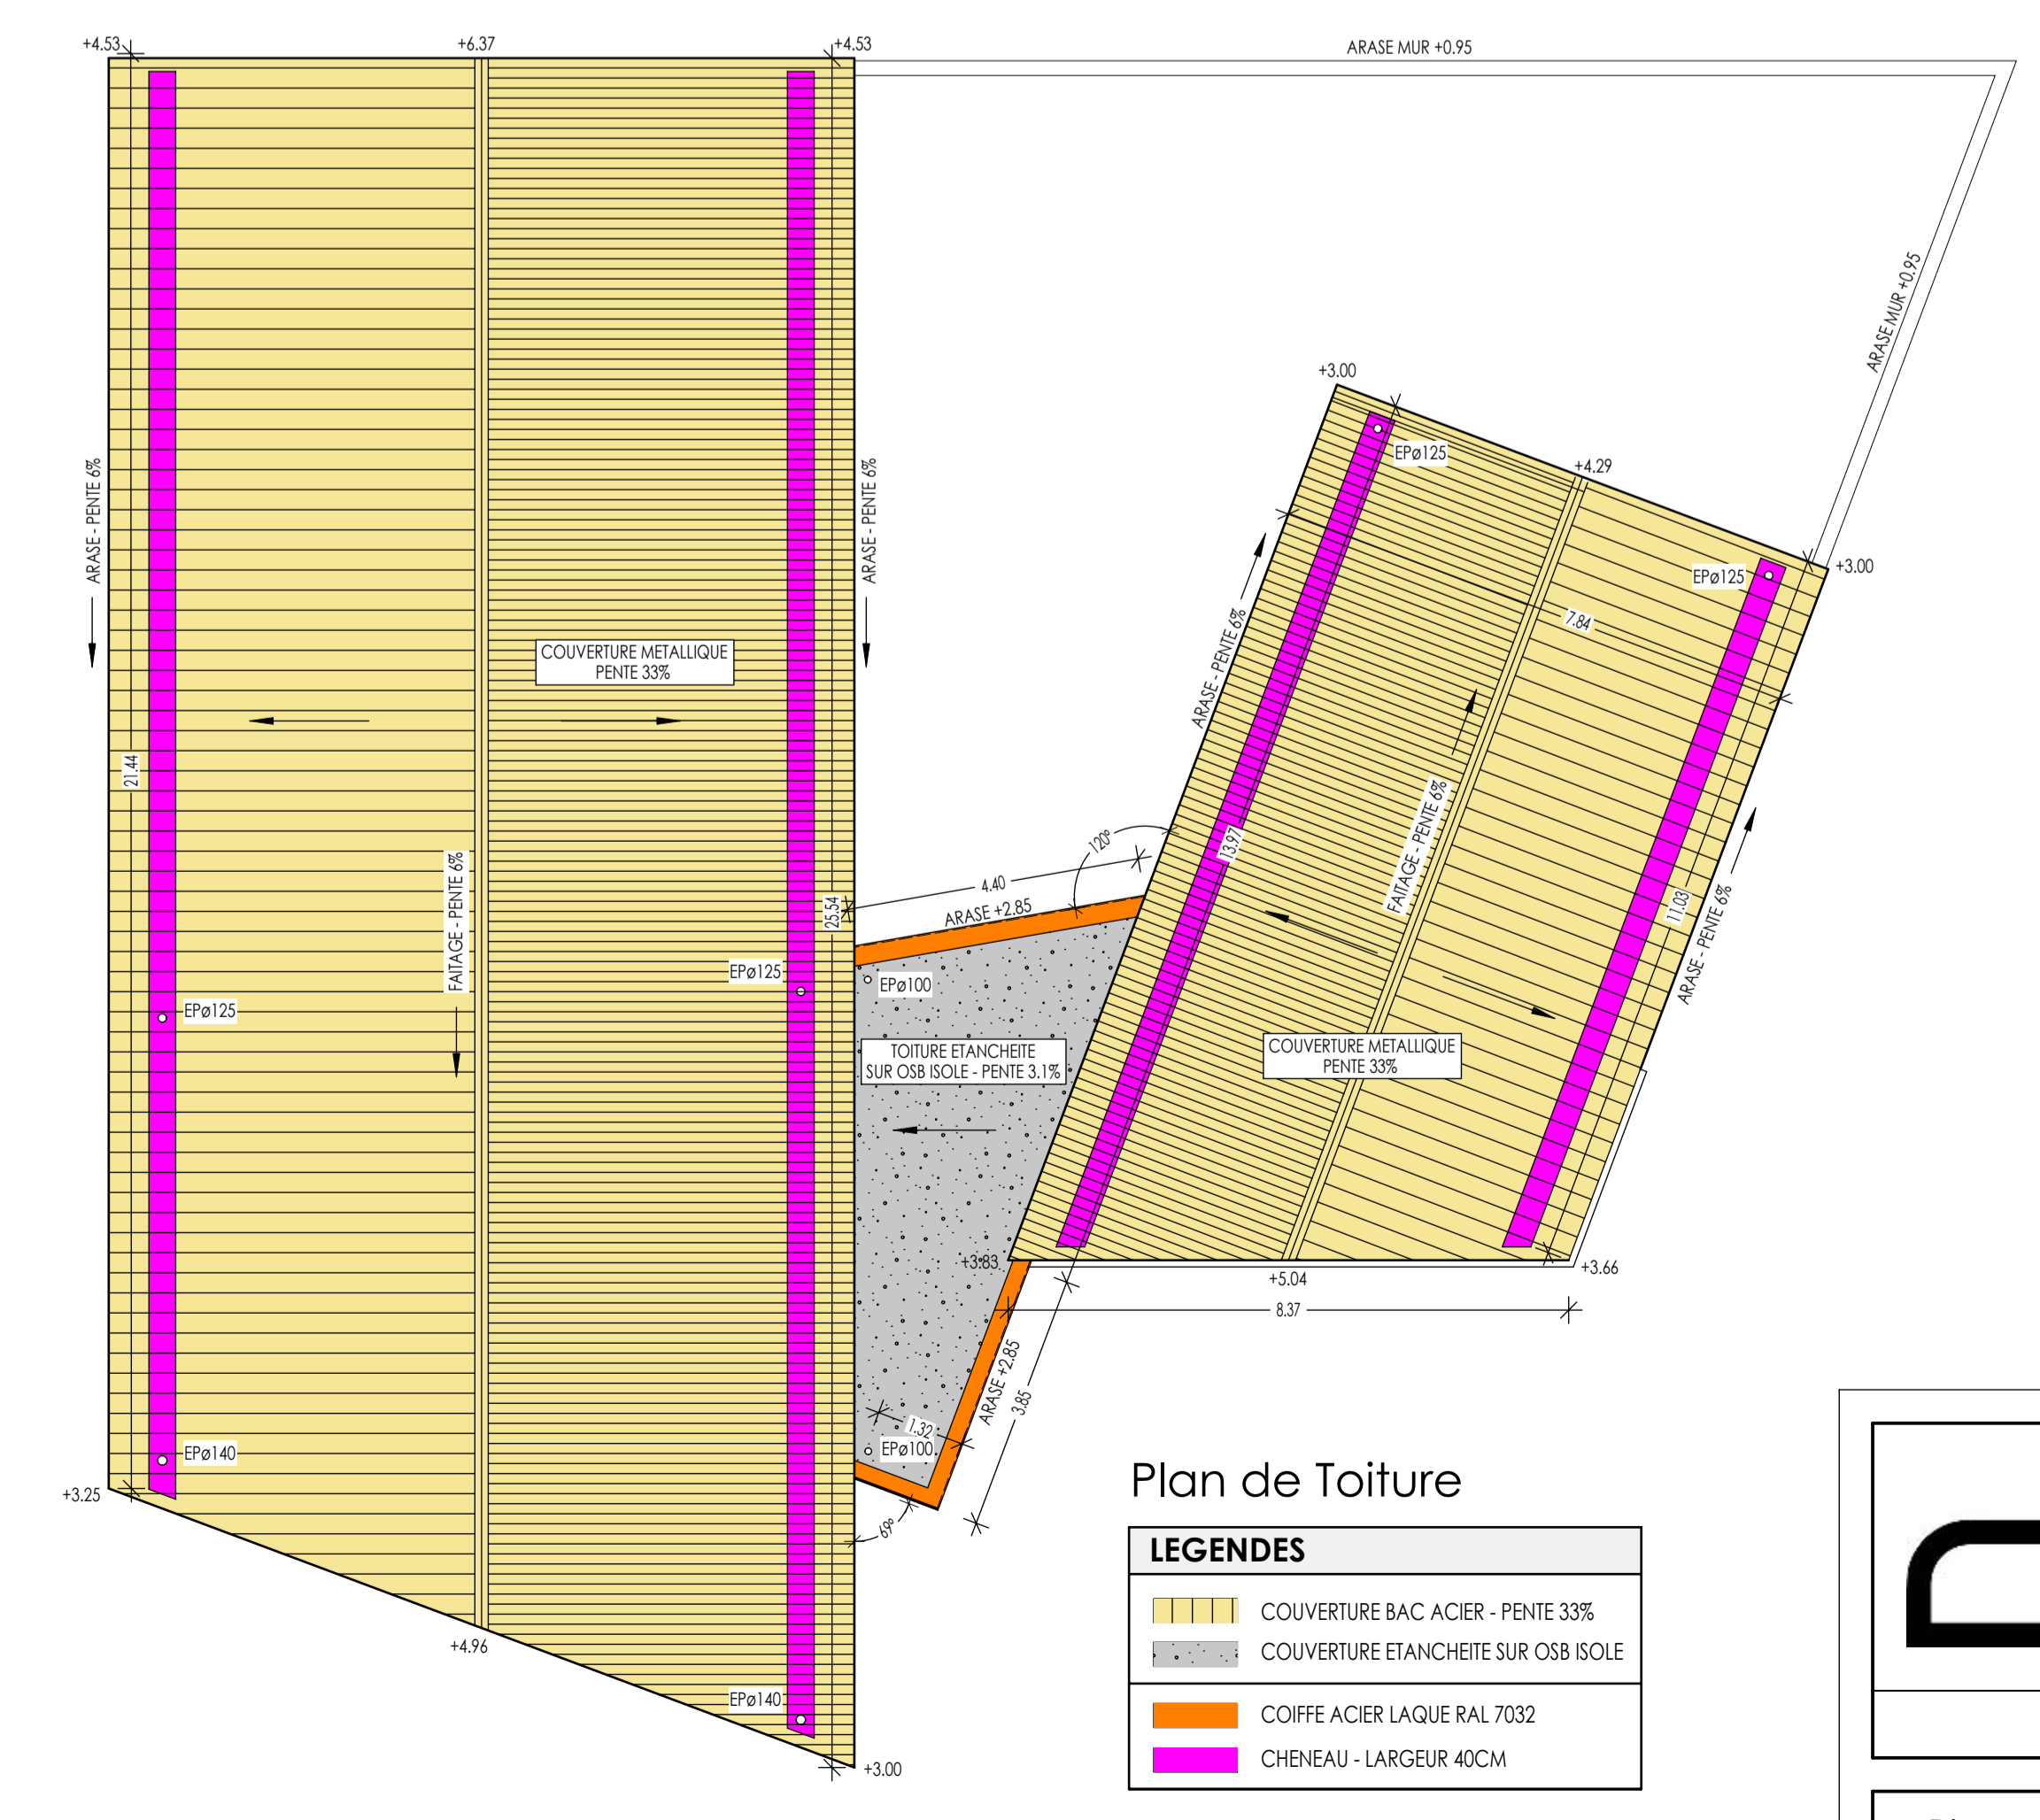 +4.53
+6.37
+4.53
ARASE MUR +0.95
ARASE MUR +0.95
+3.00
EPø125
+4.29
+3.00
EPø125
7.84
ARASE - PENTE 6%
ARASE - PENTE 6%
ARASE - PENTE 6%
COUVERTURE METALLIQUE
PENTE 33%
21.44
FAITAGE - PENTE 6%
13.97
120°
4.40
ARASE +2.85
25.54
FAITAGE - PENTE 6%
11.03
ARASE - PENTE 6%
EPø125
EPø125
EPø100
TOITURE ETANCHEITE
SUR OSB ISOLE - PENTE 3.1%
COUVERTURE METALLIQUE
PENTE 33%
+3.83
+5.04
+3.66
8.37
ARASE +2.85
3.85
1.32
EPø100
EPø140
+3.25
69°
+4.96
EPø140
+3.00
Plan de Toiture
LEGENDES
COUVERTURE BAC ACIER - PENTE 33%
COUVERTURE ETANCHEITE SUR OSB ISOLE
COIFFE ACIER LAQUE RAL 7032
CHENEAU - LARGEUR 40CM